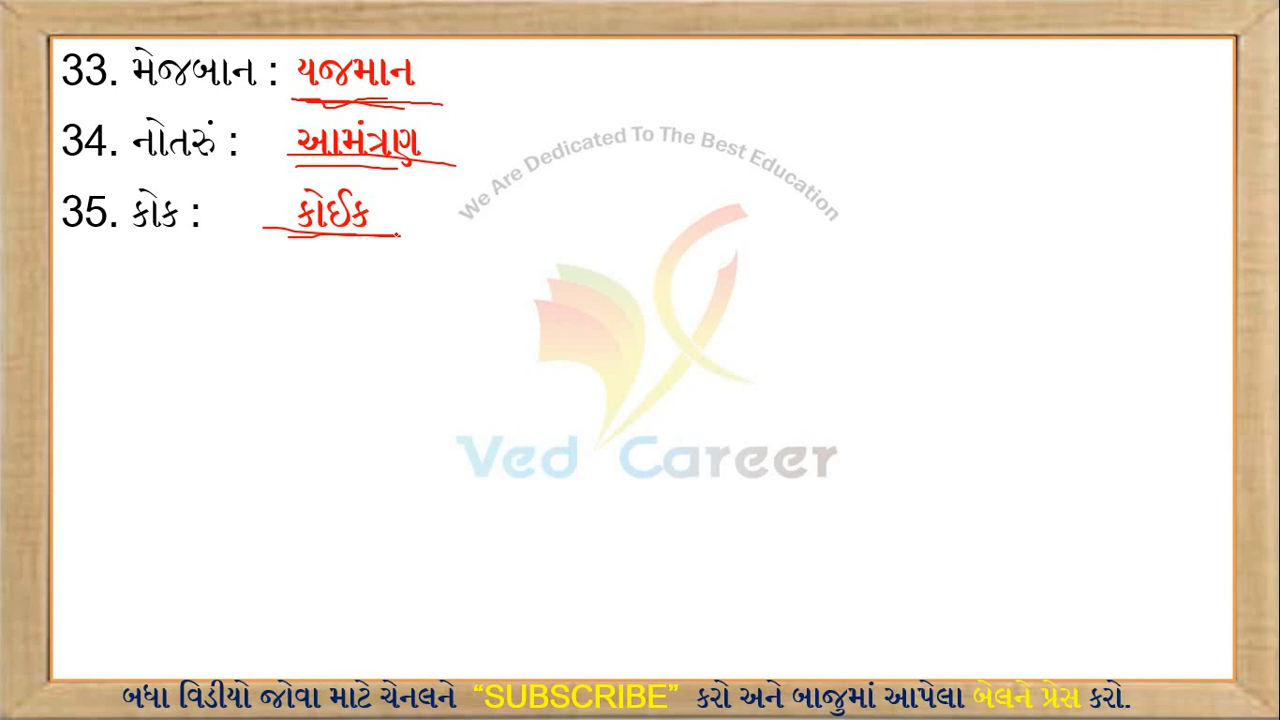 33. મેજબાન : યજમાન
34. નોતરું : આમંત્રણ
35. કોક : કોઈક
We Are Dedicated To The Best Education
Ved Career
બધા વિડીયો જોવા માટે ચેનલને “SUBSCRIBE” કરો અને બાજુમાં આપેલા બેલને પ્રેસ કરો.